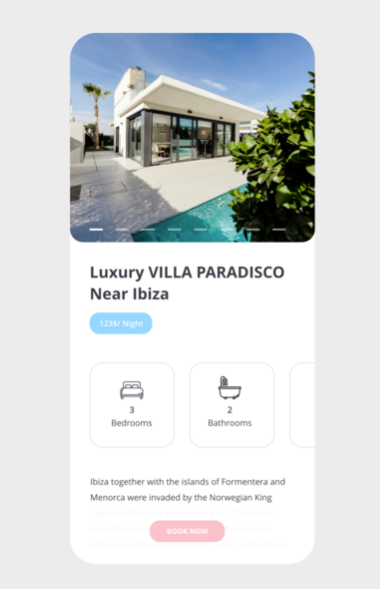 Luxury VILLA PARADISCO
Near Ibiza
123$/ Night
3
Bedrooms
2
Bathrooms
Ibiza together with the islands of Formentera and
Menorca were invaded by the Norwegian King
BOOK NOW